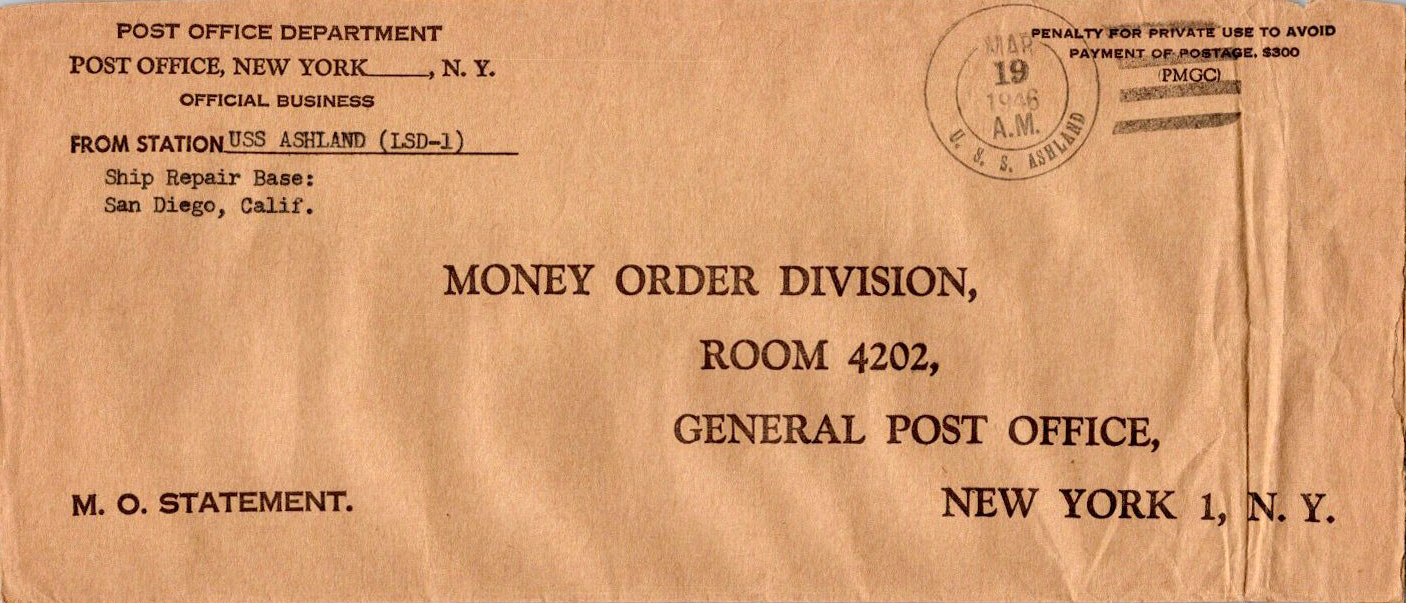 POST OFFICE DEPARTMENT
POST OFFICE, NEW YORK____, N. Y.
OFFICIAL BUSINESS
FROM STATION USS ASHLAND (LSD-1)
Ship Repair Base:
San Diego, Calif.
MAR
19
1946
A.M.
U. S. S. ASHLAND
PENALTY FOR PRIVATE USE TO AVOID
PAYMENT OF POSTAGE, $300
(PMGC)
MONEY ORDER DIVISION,
ROOM 4202,
GENERAL POST OFFICE,
NEW YORK 1, N. Y.
M. O. STATEMENT.